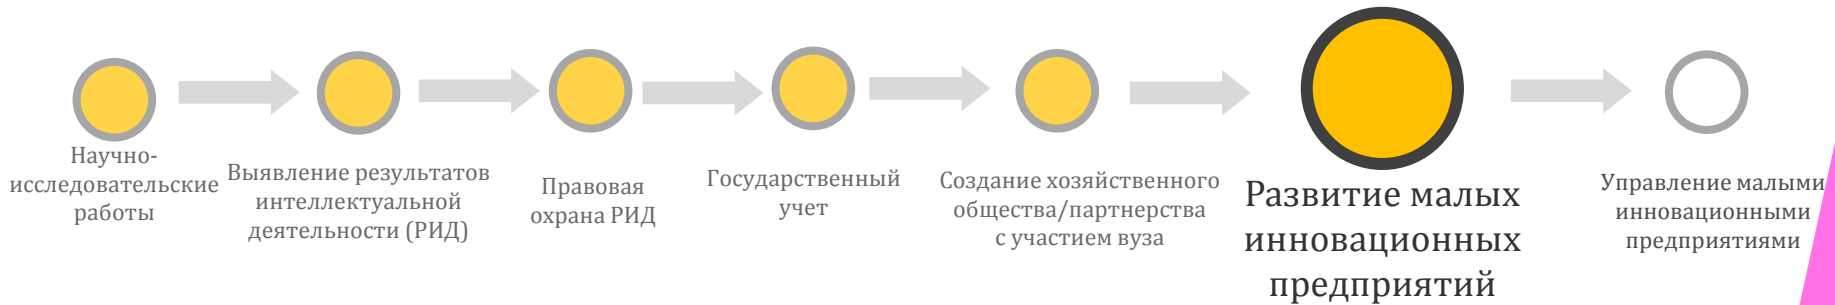 Научно-
исследовательские
работы
Выявление результатов
интеллектуальной
деятельности (РИД)
Правовая
охрана РИД
Государственный
учет
Создание хозяйственного
общества/партнерства
с участием вуза
Развитие малых
инновационных
предприятий
Управление малыми
инновационными
предприятиями